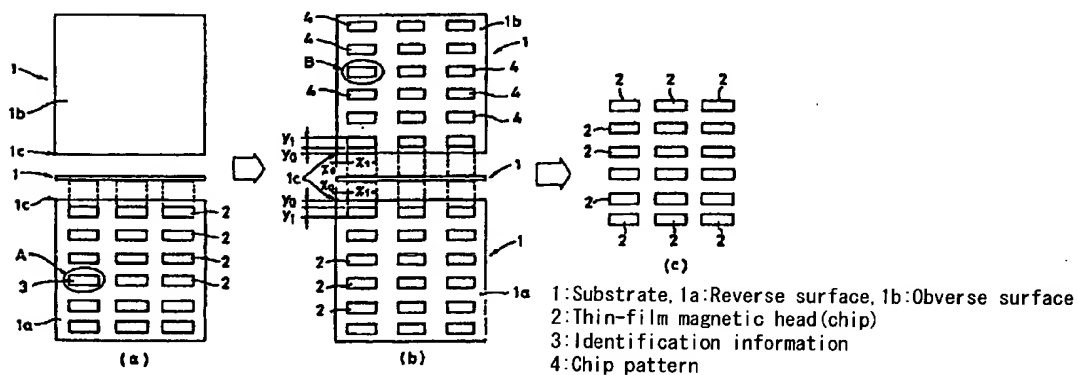 1
1b
1c
1
1c
2
2
2
2
A
3
1a
(a)
4
4
B
4
1b
1
4
4
4
y1
y0
x0
x1
1c
1
x0
x1
y0
y1
2
2
2
1
1a
(b)
2 2 2
2
2
2
2 2 2
(c)
1:Substrate, 1a:Reverse surface, 1b:Obverse surface
2:Thin-film magnetic head(chip)
3:Identification information
4:Chip pattern